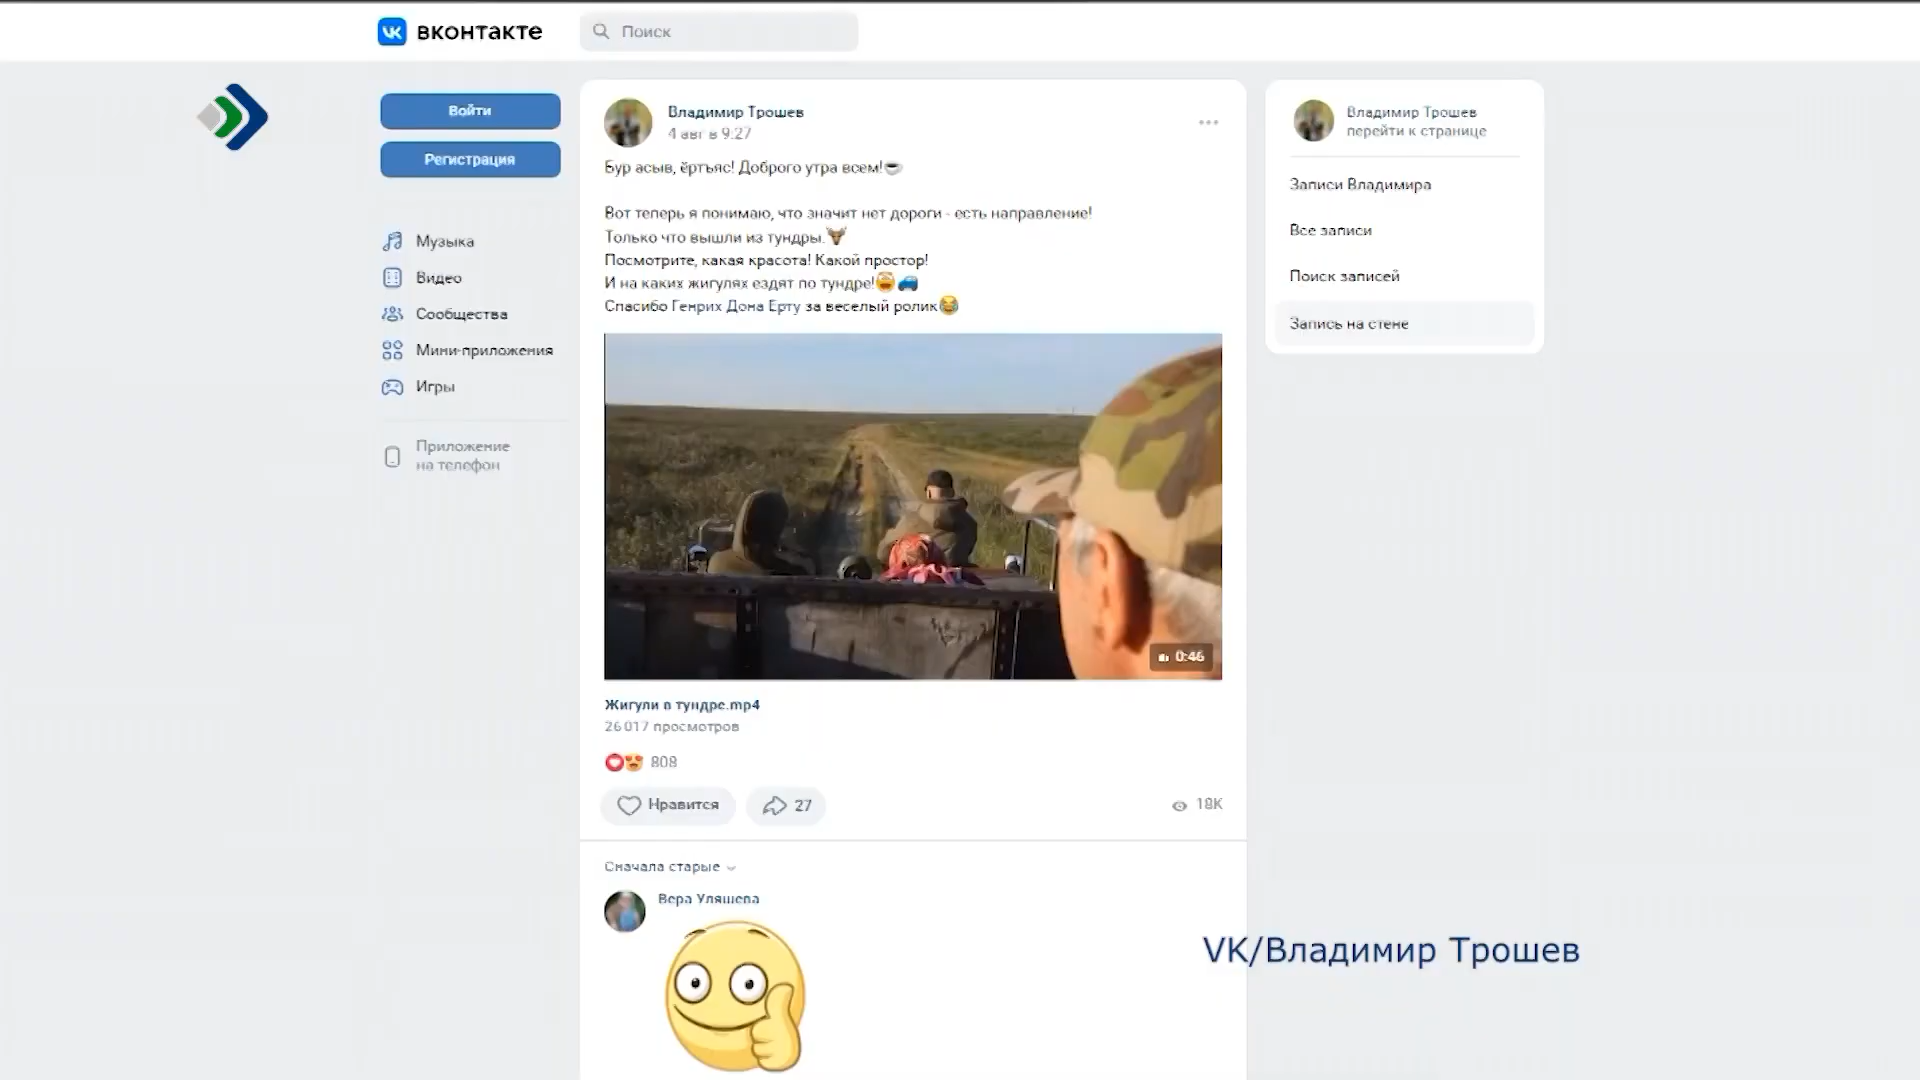 вконтакте
Поиск
Войти
Регистрация
Музыка
Видео
Сообщества
Мини-приложения
Игры
Приложение
на телефон
Владимир Трошев
4 авг в 9:27
Бур асыв, ёртъяс! Доброго утра всем!
Вот теперь я понимаю, что значит нет дороги - есть направление!
Только что вышли из тундры.
Посмотрите, какая красота! Какой простор!
И на каких жигулях ездят по тундре!
Спасибо Генрих Дона Ерту за веселый ролик
0:46
Жигули в тундре.mp4
26 017 просмотров
808
Нравится
27
18K
Сначала старые
Вера Уляшева
Владимир Трошев
перейти к странице
Записи Владимира
Все записи
Поиск записей
Запись на стене
VK/Владимир Трошев